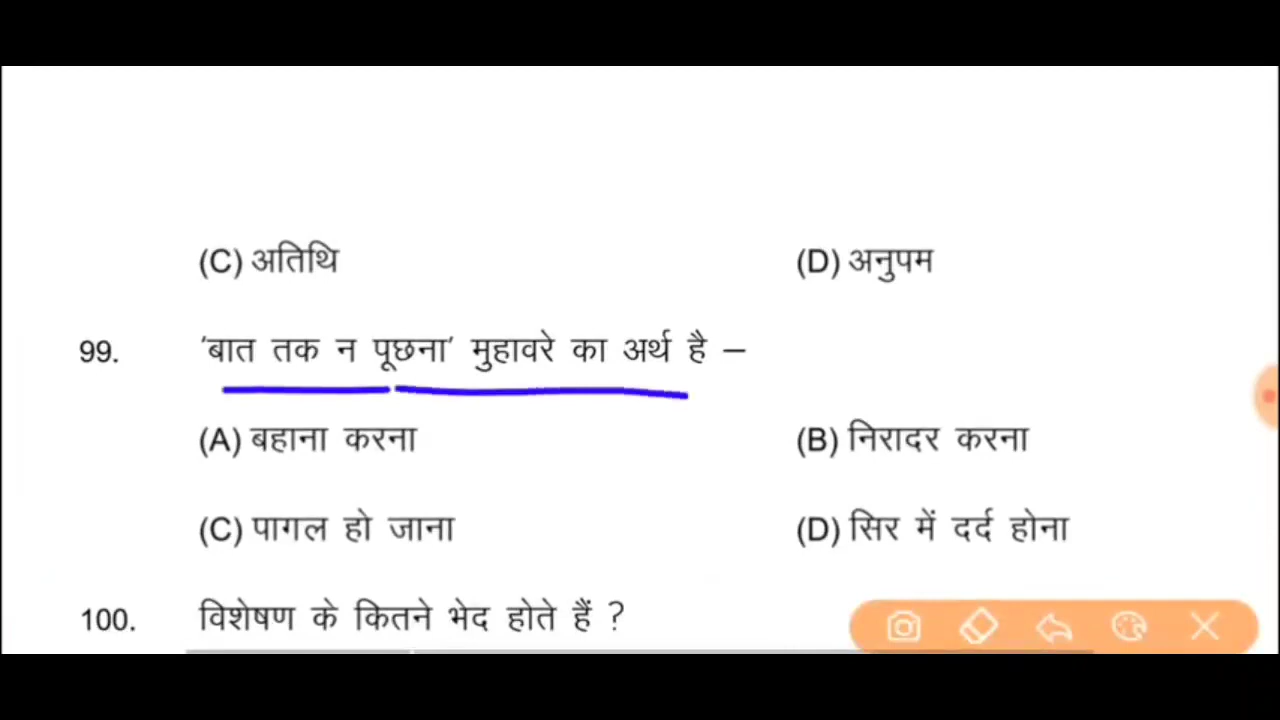 (C) अतिथि (D) अनुपम
99. 'बात तक न पूछना' मुहावरे का अर्थ है –
(A) बहाना करना (B) निरादर करना
(C) पागल हो जाना (D) सिर में दर्द होना
100. विशेषण के कितने भेद होते हैं ?